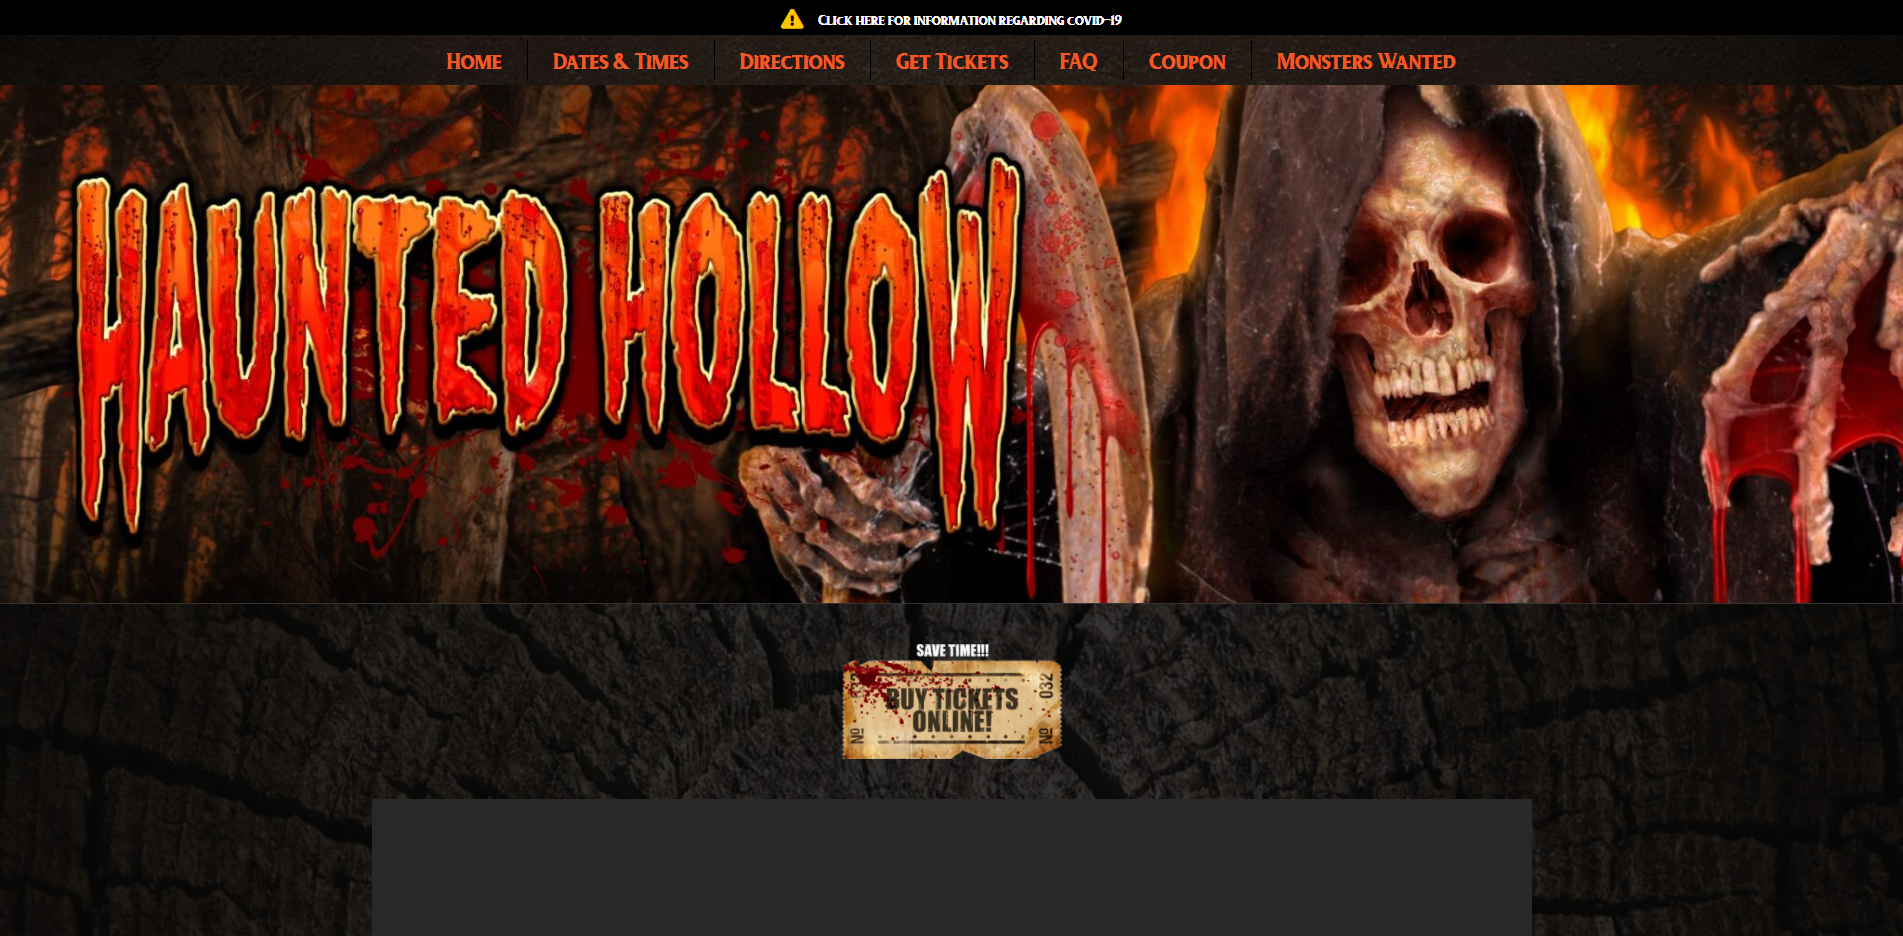 Click here for information regarding covid-19
Home
Dates & Times
Directions
Get Tickets
FAQ
Coupon
Monsters Wanted
HAUNTED HOLLOW
SAVE TIME!!!
BUY TICKETS
ONLINE!
032
Nº
Nº